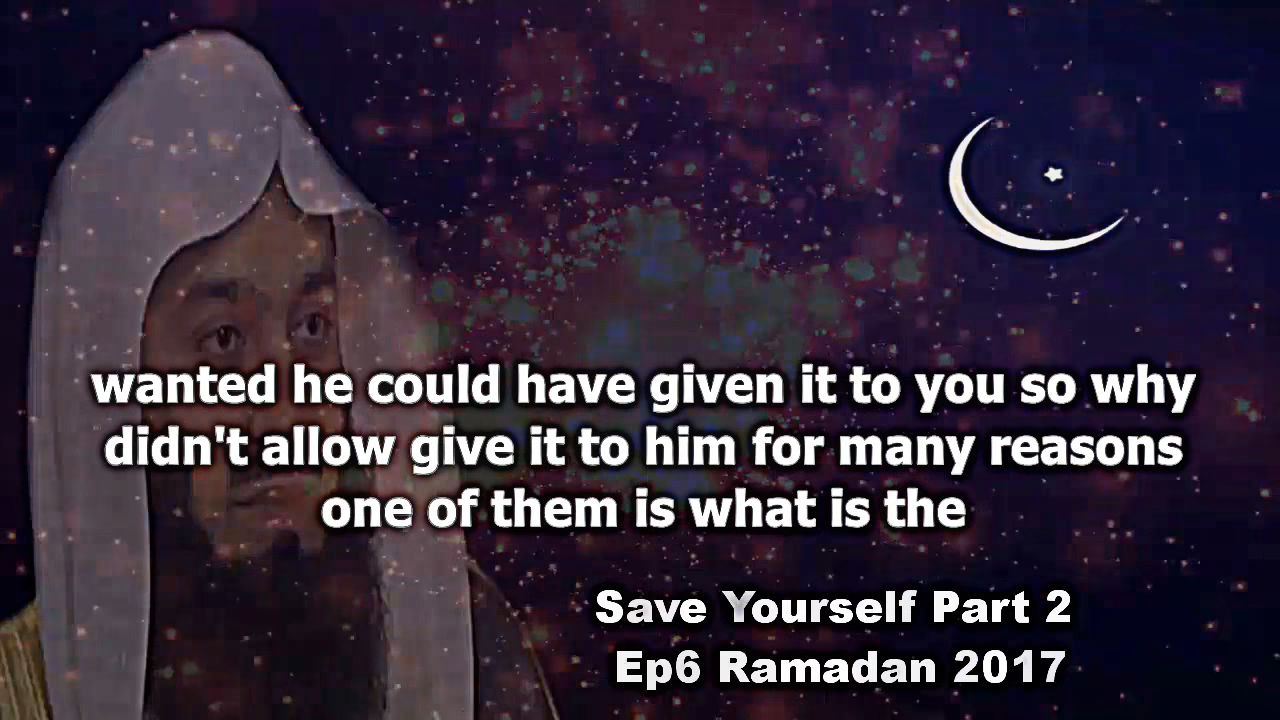 wanted he could have given it to you so why
didn't allow give it to him for many reasons
one of them is what is the
Save Yourself Part 2
Ep6 Ramadan 2017